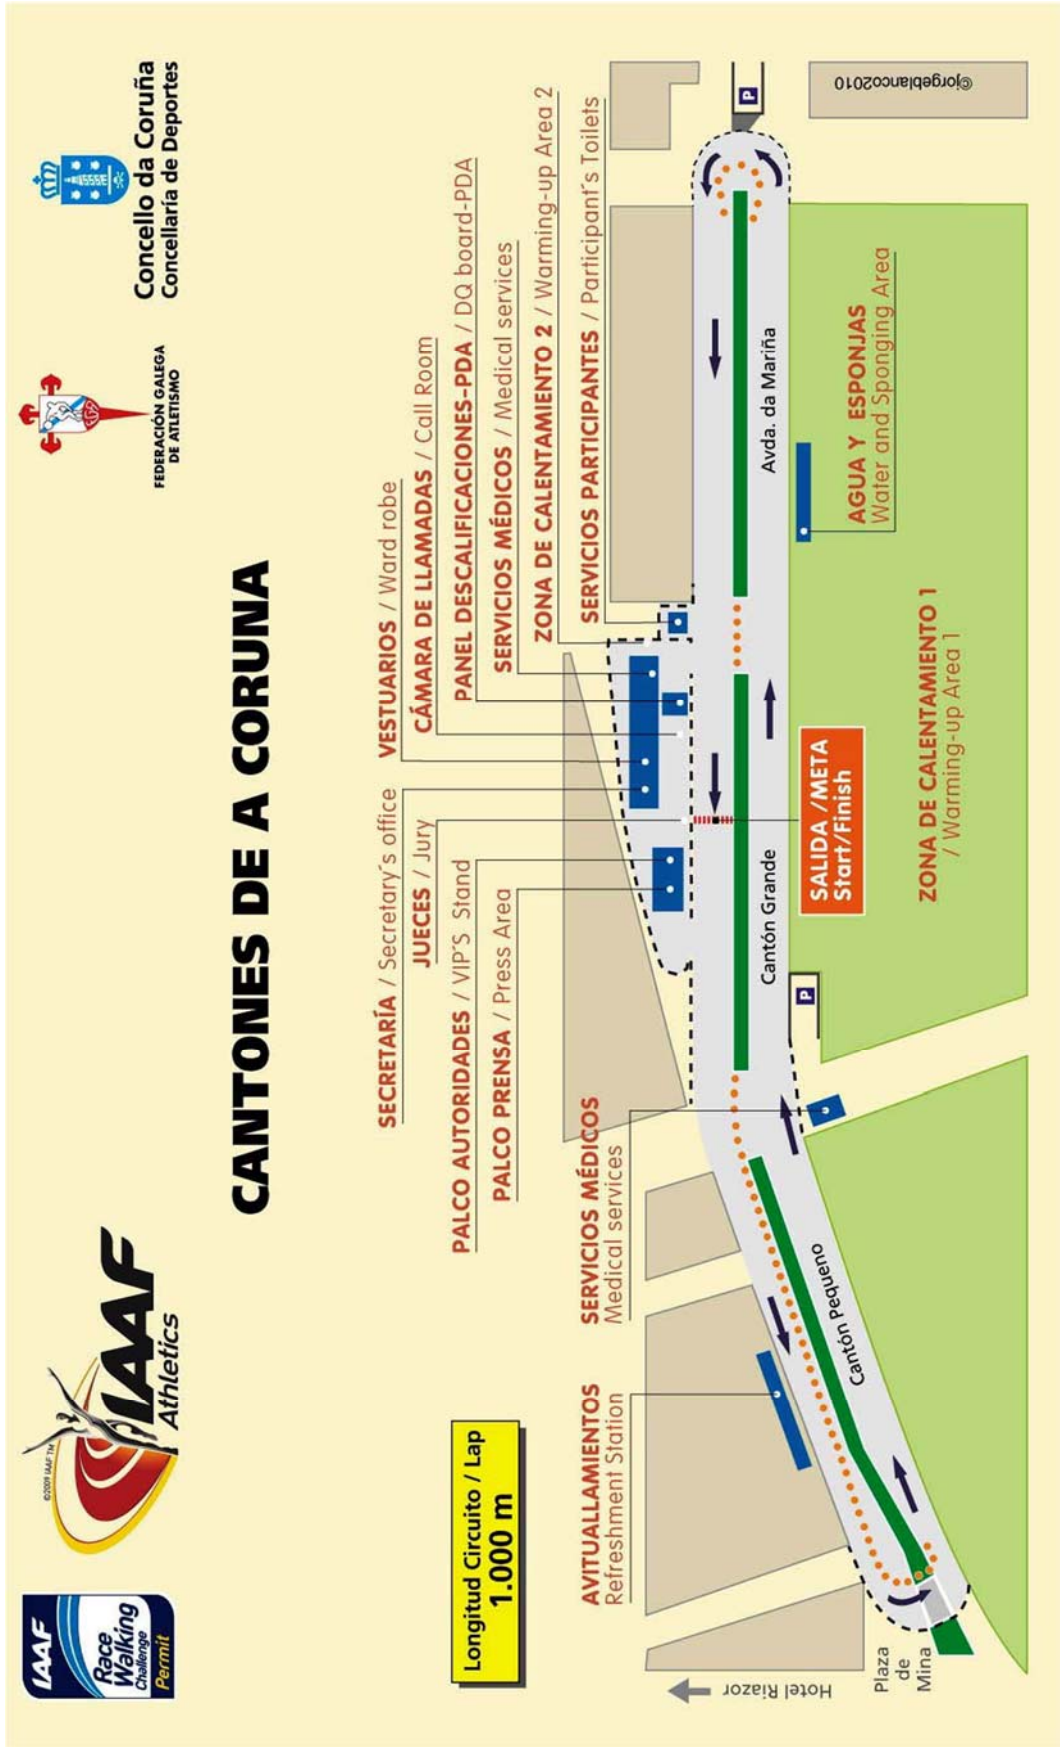 IAAF
Race
Walking
Challenge
Permit
©2009 IAAF TM
IAAF
Athletics
FEDERACIÓN GALEGA
DE ATLETISMO
Concello da Coruña
Concellaría de Deportes
CANTONES DE A CORUNA
SECRETARÍA / Secretary´s office
VESTUARIOS / Ward robe
JUECES / Jury
CÁMARA DE LLAMADAS / Call Room
PALCO AUTORIDADES / VIP'S Stand
PANEL DESCALIFICACIONES-PDA / DQ board-PDA
PALCO PRENSA / Press Area
SERVICIOS MÉDICOS / Medical services
ZONA DE CALENTAMIENTO 2 / Warming-up Area 2
SERVICIOS PARTICIPANTES / Participant´s Toilets
Longitud Circuito / Lap
1.000 m
AVITUALLAMIENTOS
Refreshment Station
SERVICIOS MÉDICOS
Medical services
Hotel Riazor
Plaza
de
Mina
Cantón Pequeno
Cantón Grande
Avda. da Mariña
P
P
SALIDA /META
Start/Finish
AGUA Y ESPONJAS
Water and Sponging Area
ZONA DE CALENTAMIENTO 1
/ Warming-up Area 1
©jorgeblanco2010